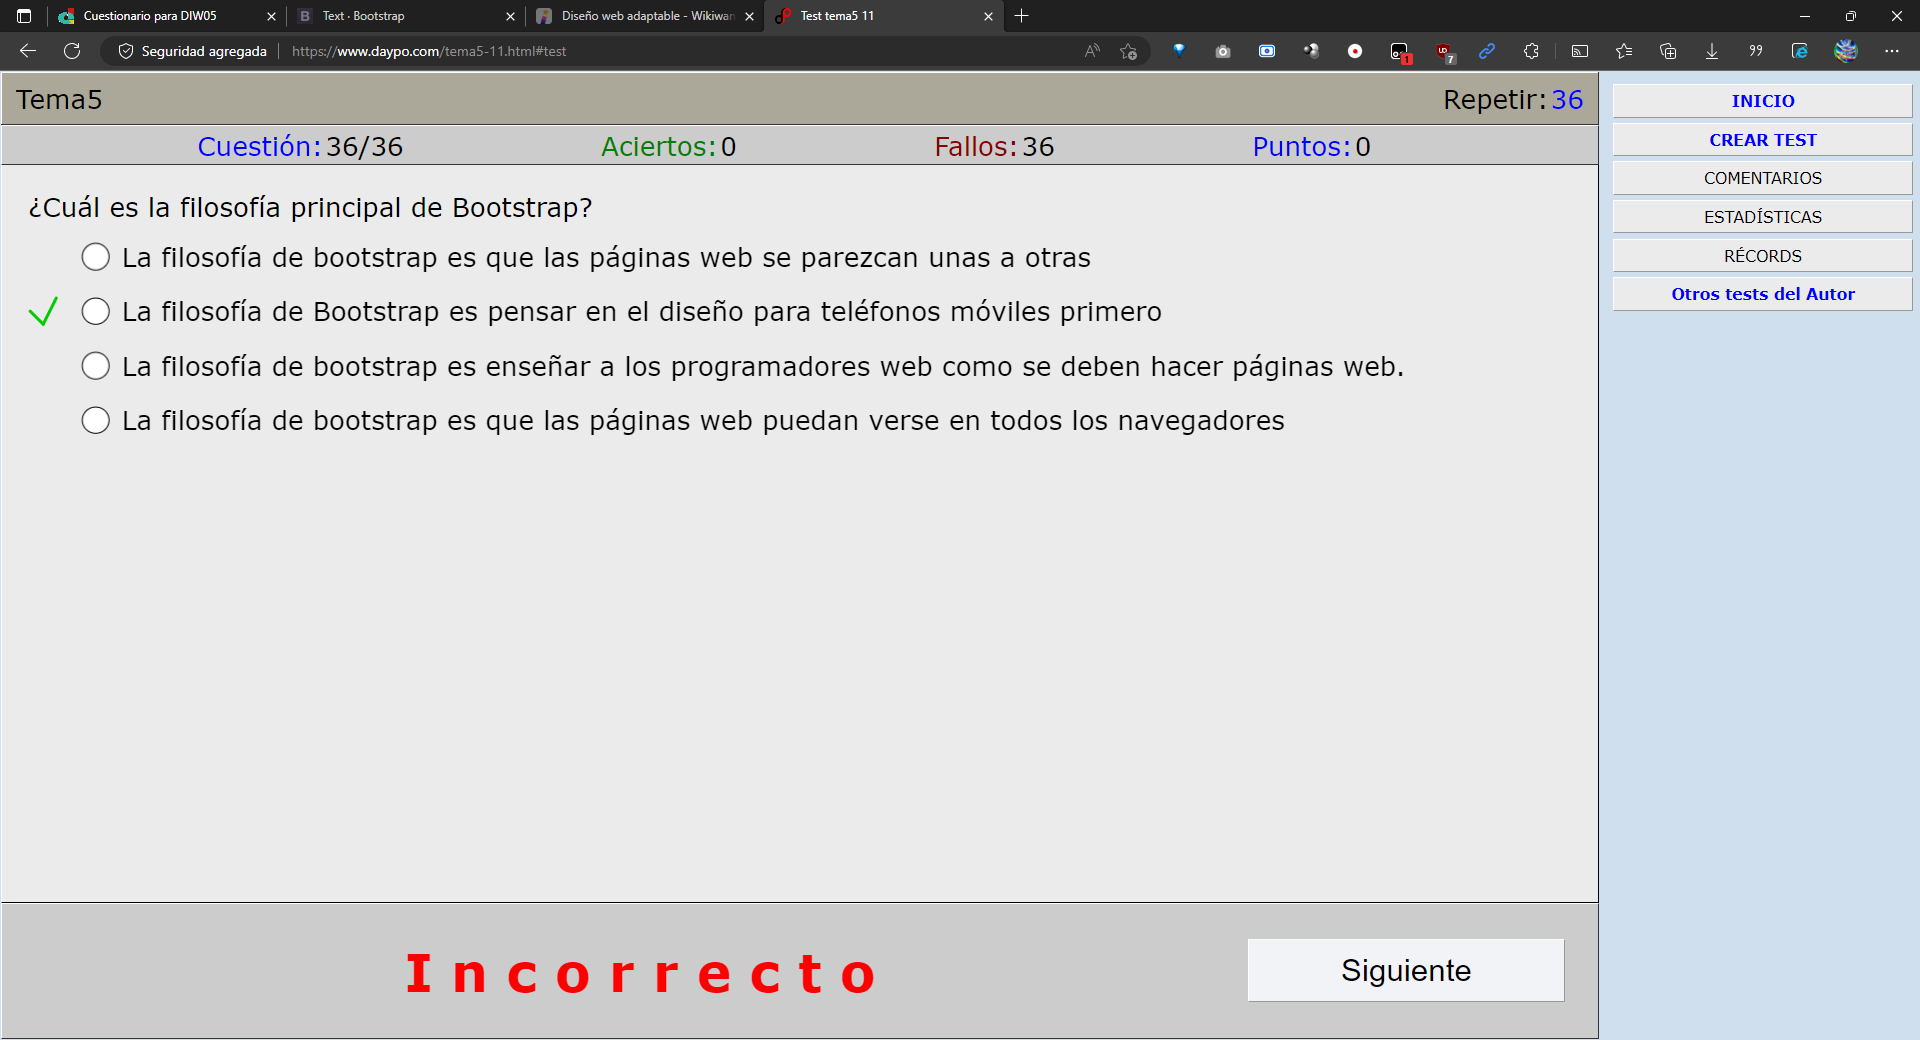 Cuestionario para DIW05
Text · Bootstrap
Diseño web adaptable - Wikiwan
Test tema5 11
Seguridad agregada
https://www.daypo.com/tema5-11.html#test
1
7
Tema5
Repetir: 36
Cuestión: 36/36
Aciertos: 0
Fallos: 36
Puntos: 0
¿Cuál es la filosofía principal de Bootstrap?
La filosofía de bootstrap es que las páginas web se parezcan unas a otras
La filosofía de Bootstrap es pensar en el diseño para teléfonos móviles primero
La filosofía de bootstrap es enseñar a los programadores web como se deben hacer páginas web.
La filosofía de bootstrap es que las páginas web puedan verse en todos los navegadores
Incorrecto
Siguiente
INICIO
CREAR TEST
COMENTARIOS
ESTADÍSTICAS
RÉCORDS
Otros tests del Autor